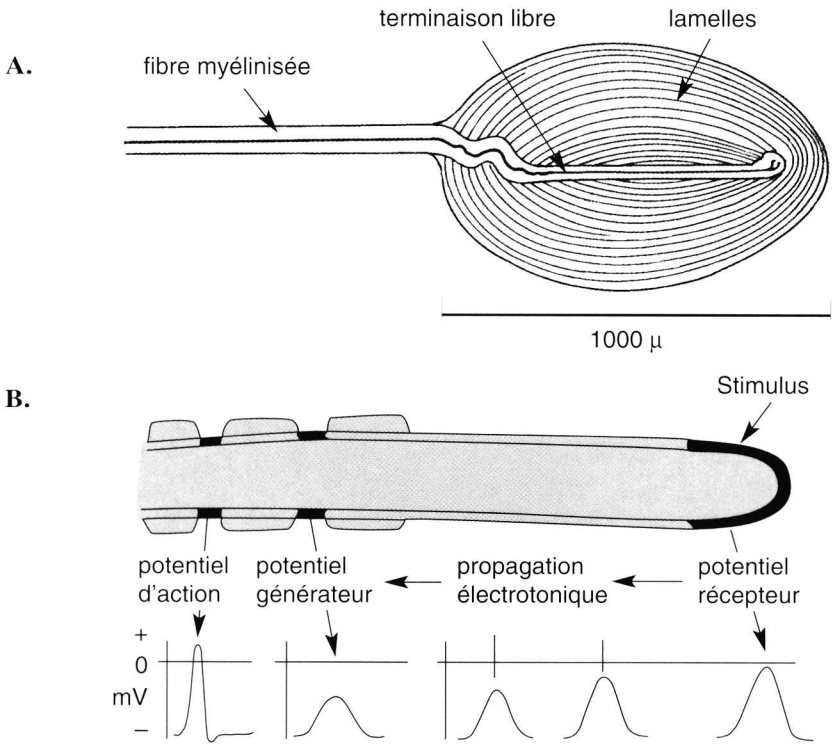 A.
terminaison libre
lamelles
fibre myélinisée
1000 μ
B.
Stimulus
potentiel
d'action
potentiel
générateur
propagation
électrotonique
potentiel
récepteur
+
0
mV
−